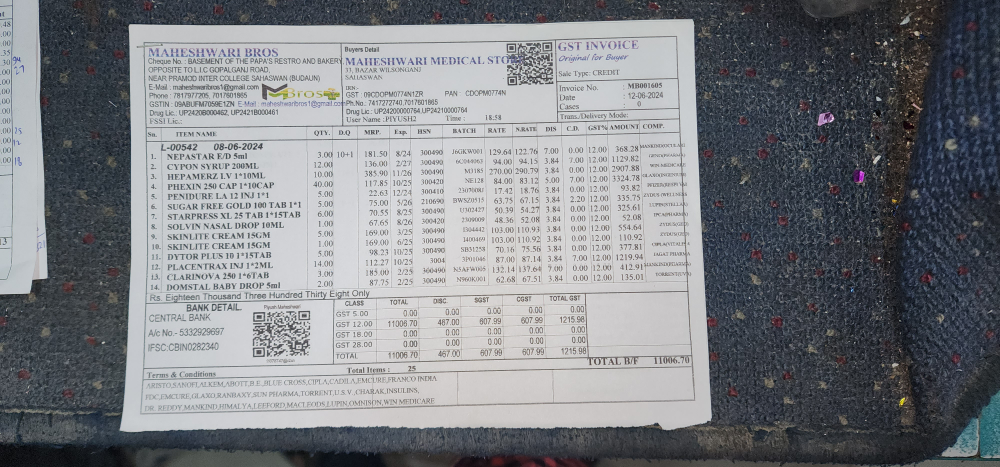 MAHESHWARI BROS
Cheque No. : BASEMENT OF THE PAPA'S RESTRO AND BAKERY
OPPOSITE TO L.I.C GOPALGANJ ROAD,
NEAR PRAMOD INTER COLLEGE SAHASWAN (BUDAUN)
E-Mail : maheshwaribros1@gmail.com
Phone : 7817977205, 7017601865
GSTIN : 09ABUFM7059E1ZN E-Mail : maheshwaribros1@gmail.com
Drug Lic.: UP2420B000462, UP2421B000461
FSSI Lic.:
Buyers Detail
MAHESHWARI MEDICAL STO
33, BAZAR WILSONGANJ
SAHASWAN
GST : 09CDOPM0774N1ZR PAN CDOPM0774N
Ph.No.: 7417272740,7017601865
Drug Lic.: UP24200000764,UP24210000764
User Name :PIYUSH2 Time : 18:58
GST INVOICE
Original for Buyer
Sale Type: CREDIT
Invoice No. : MB001605
Date : 12-06-2024
Cases : 0
Trans./Delivery Mode:
Sn. ITEM NAME QTY. D.Q MRP. Exp. HSN BATCH RATE N.RATE DIS C.D. GST% AMOUNT COMP.
L-00542 08-06-2024
1. NEPASTAR E/D 5ml 3.00 10+1 181.50 8/24 300490 J6GKW001 129.64 122.76 7.00 0.00 12.00 368.28
2. CYPON SYRUP 200ML 12.00 136.00 2/27 300490 94.00 94.15 3.84 7.00 12.00 1129.82
3. HEPAMERZ I.V 1*10ML 10.00 385.90 11/26 300490 M3185 270.00 290.79 3.84 0.00 12.00 2907.88
4. PHEXIN 250 CAP 1*10CAP 40.00 117.85 10/25 300420 NE128 84.00 83.12 5.00 7.00 12.00 3324.78
5. PENIDURE LA 12 INJ 1*1 5.00 22.63 12/24 300410 2307008U 17.42 18.76 3.84 0.00 12.00 93.82
6. SUGAR FREE GOLD 100 TAB 1*1 5.00 75.00 5/26 210690 BWSZ0515 63.75 67.15 3.84 2.20 12.00 335.75
7. STARPRESS XL 25 TAB 1*15TAB 6.00 70.55 8/25 300490 U302427 50.39 54.27 3.84 0.00 12.00 325.61
8. SOLVIN NASAL DROP 10ML 1.00 67.65 8/26 300420 2309009 48.36 52.08 3.84 0.00 12.00 52.08
9. SKINLITE CREAM 15GM 5.00 169.00 3/25 300490 103.00 110.93 3.84 0.00 12.00 554.64
10. SKINLITE CREAM 15GM 1.00 169.00 6/25 300490 103.00 110.92 3.84 0.00 12.00 110.92
11. DYTOR PLUS 10 1*15TAB 5.00 98.23 10/25 300490 SB31258 70.16 75.56 3.84 0.00 12.00 377.81
12. PLACENTRAX INJ 1*2ML 14.00 112.27 10/25 3004 3P01046 87.00 87.14 3.84 7.00 12.00 1219.94
13. CLARINOVA 250 1*6TAB 3.00 185.00 2/25 300490 N5AFW005 132.14 137.64 7.00 0.00 12.00 412.91
14. DOMSTAL BABY DROP 5ml 2.00 87.75 2/25 300490 N960K001 62.68 67.51 3.84 0.00 12.00 135.01
Rs. Eighteen Thousand Three Hundred Thirty Eight Only
BANK DETAIL.
CENTRAL BANK
A/c No.- 5332929697
IFSC:CBIN0282340
Piyush Maheshwari
CLASS TOTAL DISC. SGST CGST TOTAL GST
GST 5.00 0.00 0.00 0.00 0.00 0.00
GST 12.00 11006.70 467.00 607.99 607.99 1215.98
GST 18.00 0.00 0.00 0.00 0.00 0.00
GST 28.00 0.00 0.00 0.00 0.00 0.00
TOTAL 11006.70 467.00 607.99 607.99 1215.98
Total Items : 25
TOTAL B/F 11006.70
Terms & Conditions
ARISTO,SANOFI,ALKEM,ABOTT,B.E,BLUE CROSS,CIPLA,CADILA,EMCURE,FRANCO INDIA
FDC,EMCURE,GLAXO,RANBAXY,SUN PHARMA,TORRENT,U.S.V,CHARAK,INSULINS,
DR. REDDY,MANKIND,HIMALYA,LEEFORD,MACLEODS,LUPIN,OMNISON,WIN MEDICARE